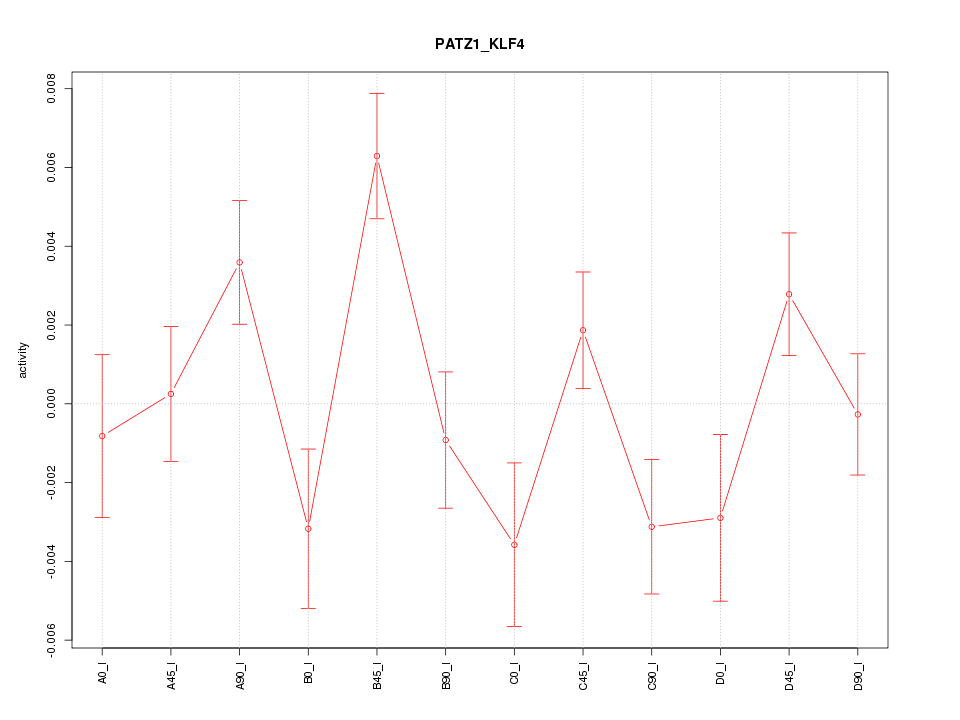 PATZ1_KLF4
activity
0.008
0.006
0.004
0.002
0.000
-0.002
-0.004
-0.006
A0_I
A45_I
A90_I
B0_I
B45_I
B90_I
C0_I
C45_I
C90_I
D0_I
D45_I
D90_I